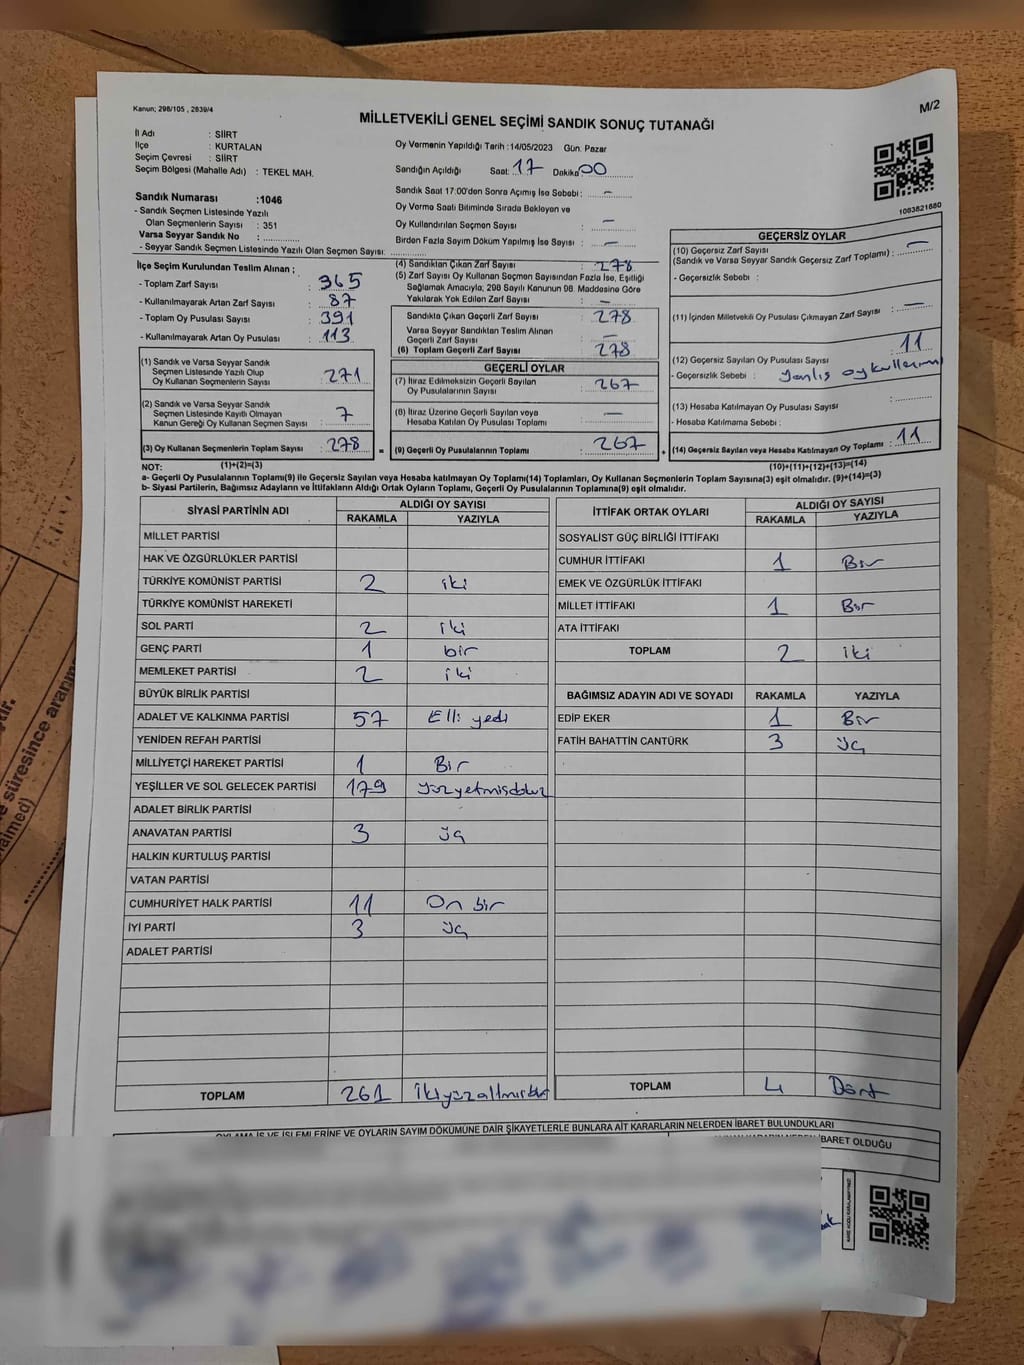 Kanun; 298/105 , 2839/4
M/2
MİLLETVEKİLİ GENEL SEÇİMİ SANDIK SONUÇ TUTANAĞI
İl Adı : SİİRT
İlçe : KURTALAN
Seçim Çevresi : SİİRT
Seçim Bölgesi (Mahalle Adı) : TEKEL MAH.
Sandık Numarası :1046
- Sandık Seçmen Listesinde Yazılı
Olan Seçmenlerin Sayısı : 351
Varsa Seyyar Sandık No : ............
- Seyyar Sandık Seçmen Listesinde Yazılı Olan Seçmen Sayısı.
Oy Vermenin Yapıldığı Tarih :14/05/2023 Gün. Pazar
Sandığın Açıldığı Saat: 17 Dakika 00
Sandık Saat 17:00'den Sonra Açılmış İse Sebebi : –
Oy Verme Saati Bitiminde Sırada Bekleyen ve
Oy Kullandırılan Seçmen Sayısı : –
Birden Fazla Sayım Döküm Yapılmış İse Sayısı : –
1003821880
İlçe Seçim Kurulundan Teslim Alınan ;
- Toplam Zarf Sayısı : 365
- Kullanılmayarak Artan Zarf Sayısı : 87
- Toplam Oy Pusulası Sayısı : 391
- Kullanılmayarak Artan Oy Pusulası : 113
(1) Sandık ve Varsa Seyyar Sandık
Seçmen Listesinde Yazılı Olup
Oy Kullanan Seçmenlerin Sayısı : 271
(2) Sandık ve Varsa Seyyar Sandık
Seçmen Listesinde Kayıtlı Olmayan
Kanun Gereği Oy Kullanan Seçmen Sayısı : 7
(3) Oy Kullanan Seçmenlerin Toplam Sayısı : 278
(4) Sandıktan Çıkan Zarf Sayısı : 278
(5) Zarf Sayısı Oy Kullanan Seçmen Sayısından Fazla İse, Eşitliği
Sağlamak Amacıyla; 298 Sayılı Kanunun 98. Maddesine Göre
Yakılarak Yok Edilen Zarf Sayısı : –
Sandıkta Çıkan Geçerli Zarf Sayısı : 278
Varsa Seyyar Sandıktan Teslim Alınan
Geçerli Zarf Sayısı : –
(6) Toplam Geçerli Zarf Sayısı : 278
GEÇERLİ OYLAR
(7) İtiraz Edilmeksizin Geçerli Sayılan
Oy Pusulalarının Sayısı : 267
(8) İtiraz Üzerine Geçerli Sayılan veya
Hesaba Katılan Oy Pusulası Toplamı : –
= (9) Geçerli Oy Pusulalarının Toplamı : 267
GEÇERSİZ OYLAR
(10) Geçersiz Zarf Sayısı
(Sandık ve Varsa Seyyar Sandık Geçersiz Zarf Toplamı) : –
- Geçersizlik Sebebi :
(11) İçinden Milletvekili Oy Pusulası Çıkmayan Zarf Sayısı : –
(12) Geçersiz Sayılan Oy Pusulası Sayısı : 11
- Geçersizlik Sebebi : Yanlış oy kullanımı
(13) Hesaba Katılmayan Oy Pusulası Sayısı :
- Hesaba Katılmama Sebebi :
+ (14) Geçersiz Sayılan veya Hesaba Katılmayan Oy Toplamı : 11
NOT: (1)+(2)=(3) (10)+(11)+(12)+(13)=(14)
a- Geçerli Oy Pusulalarının Toplamı(9) ile Geçersiz Sayılan veya Hesaba katılmayan Oy Toplamı(14) Toplamları, Oy Kullanan Seçmenlerin Toplam Sayısına(3) eşit olmalıdır. (9)+(14)=(3)
b- Siyasi Partilerin, Bağımsız Adayların ve İttifakların Aldığı Oyların Toplamı, Geçerli Oy Pusulalarının Toplamına(9) eşit olmalıdır.
SİYASİ PARTİNİN ADI ALDIĞI OY SAYISI
RAKAMLA YAZIYLA
MİLLET PARTİSİ
HAK VE ÖZGÜRLÜKLER PARTİSİ
TÜRKİYE KOMÜNİST PARTİSİ 2 iki
TÜRKİYE KOMÜNİST HAREKETİ
SOL PARTİ 2 iki
GENÇ PARTİ 1 bir
MEMLEKET PARTİSİ 2 iki
BÜYÜK BİRLİK PARTİSİ
ADALET VE KALKINMA PARTİSİ 57 Elli yedi
YENİDEN REFAH PARTİSİ
MİLLİYETÇİ HAREKET PARTİSİ 1 Bir
YEŞİLLER VE SOL GELECEK PARTİSİ 179 yüzyetmişdokuz
ADALET BİRLİK PARTİSİ
ANAVATAN PARTİSİ 3 üç
HALKIN KURTULUŞ PARTİSİ
VATAN PARTİSİ
CUMHURİYET HALK PARTİSİ 11 On bir
İYİ PARTİ 3 üç
ADALET PARTİSİ
TOPLAM 261 ikiyüzaltmışbir
İTTİFAK ORTAK OYLARI ALDIĞI OY SAYISI
RAKAMLA YAZIYLA
SOSYALİST GÜÇ BİRLİĞİ İTTİFAKI
CUMHUR İTTİFAKI 1 Bir
EMEK VE ÖZGÜRLÜK İTTİFAKI
MİLLET İTTİFAKI 1 Bir
ATA İTTİFAKI
TOPLAM 2 iki
BAĞIMSIZ ADAYIN ADI VE SOYADI RAKAMLA YAZIYLA
EDİP EKER 1 Bir
FATİH BAHATTİN CANTÜRK 3 üç
TOPLAM 4 Dört
OYLAMA İŞ VE İŞLEMLERİNE VE OYLARIN SAYIM DÖKÜMÜNE DAİR ŞİKAYETLERLE BUNLARA AİT KARARLARIN NELERDEN İBARET BULUNDUKLARI
İBARET OLDUĞU
süresince aranm